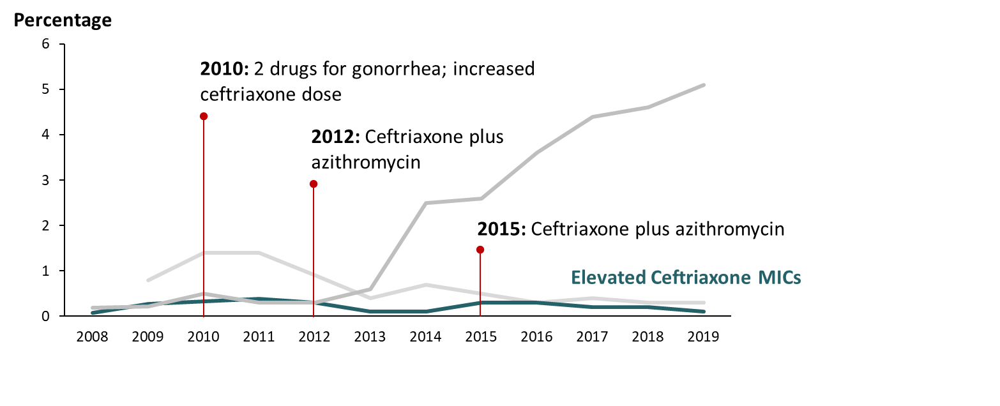 Percentage
6
2010: 2 drugs for gonorrhea; increased
ceftriaxone dose
5
4
2012: Ceftriaxone plus
azithromycin
3
2
2015: Ceftriaxone plus azithromycin
1
Elevated Ceftriaxone MICs
0
2008 2009 2010 2011 2012 2013 2014 2015 2016 2017 2018 2019